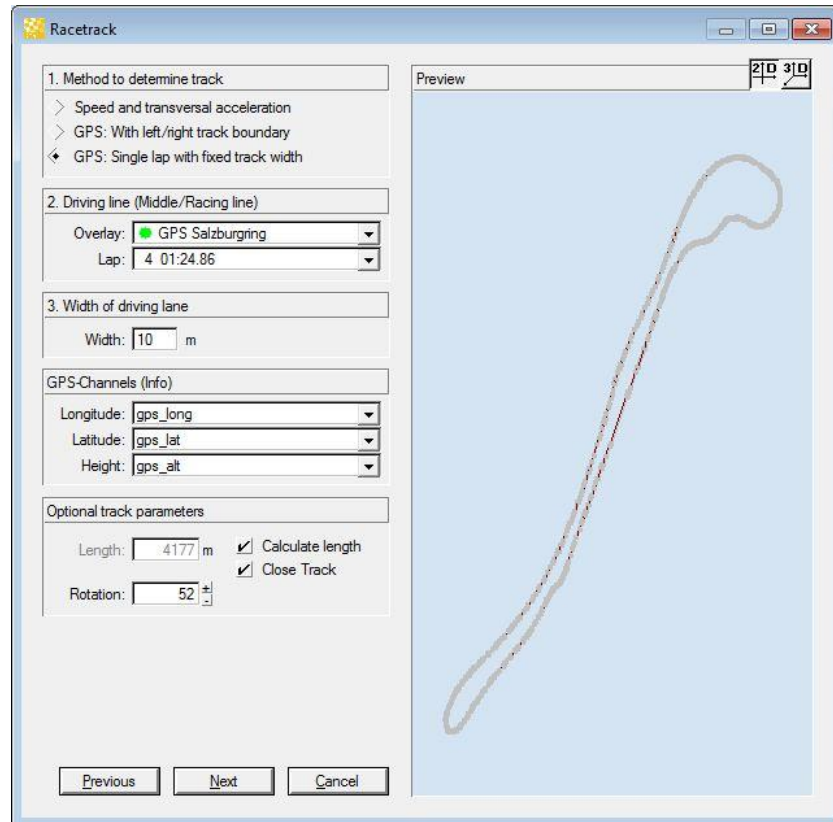 Racetrack
1. Method to determine track
Speed and transversal acceleration
GPS: With left/right track boundary
GPS: Single lap with fixed track width
2. Driving line (Middle/Racing line)
Overlay: GPS Salzburgring
Lap: 4 01:24.86
3. Width of driving lane
Width: 10 m
GPS-Channels (Info)
Longitude: gps_long
Latitude: gps_lat
Height: gps_alt
Optional track parameters
Length: 4177 m Calculate length
Close Track
Rotation: 52 + -
Previous Next Cancel
Preview 2D 3D